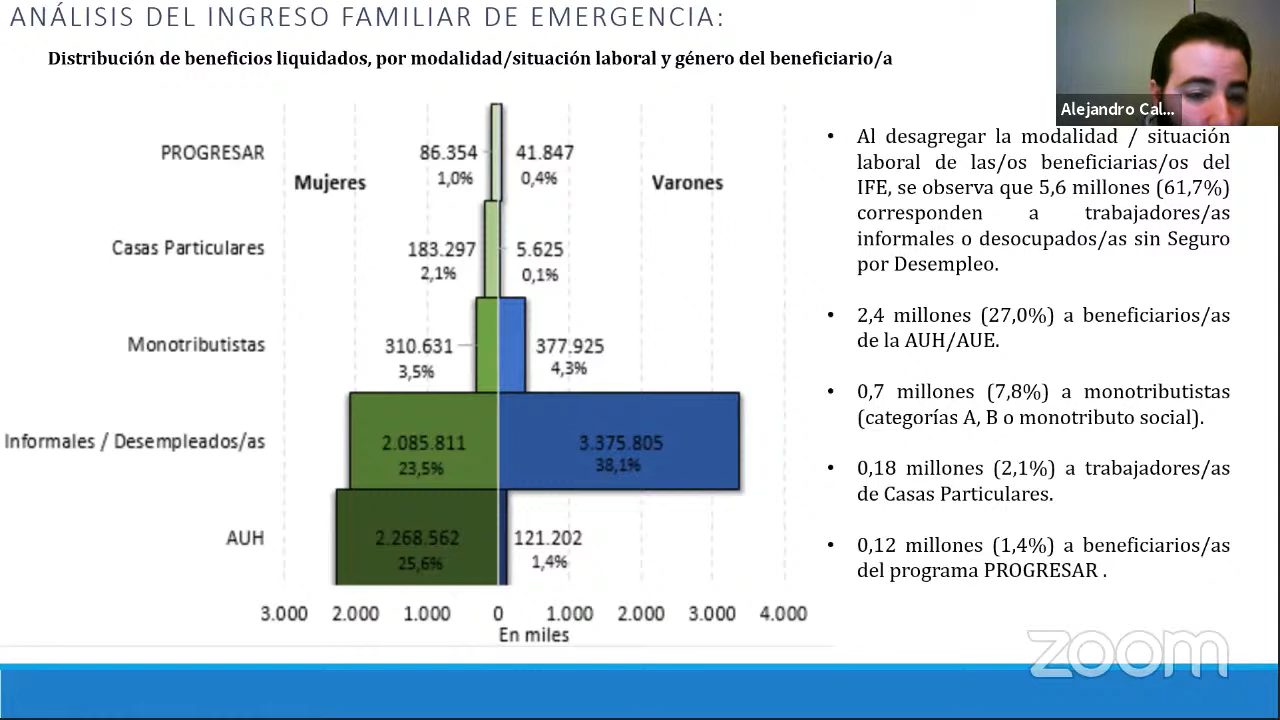 ANÁLISIS DEL INGRESO FAMILIAR DE EMERGENCIA:
Distribución de beneficios liquidados, por modalidad/situación laboral y género del beneficiario/a
Alejandro Cal...
Mujeres
Varones
PROGRESAR
86.354
1,0%
41.847
0,4%
Casas Particulares
183.297
2,1%
5.625
0,1%
Monotributistas
310.631
3,5%
377.925
4,3%
Informales / Desempleados/as
2.085.811
23,5%
3.375.805
38,1%
AUH
2.268.562
25,6%
121.202
1,4%
3.000 2.000 1.000 0 1.000 2.000 3.000 4.000
En miles
• Al desagregar la modalidad / situación
laboral de las/os beneficiarias/os del
IFE, se observa que 5,6 millones (61,7%)
corresponden a trabajadores/as
informales o desocupados/as sin Seguro
por Desempleo.
• 2,4 millones (27,0%) a beneficiarios/as
de la AUH/AUE.
• 0,7 millones (7,8%) a monotributistas
(categorías A, B o monotributo social).
• 0,18 millones (2,1%) a trabajadores/as
de Casas Particulares.
• 0,12 millones (1,4%) a beneficiarios/as
del programa PROGRESAR .
zoom